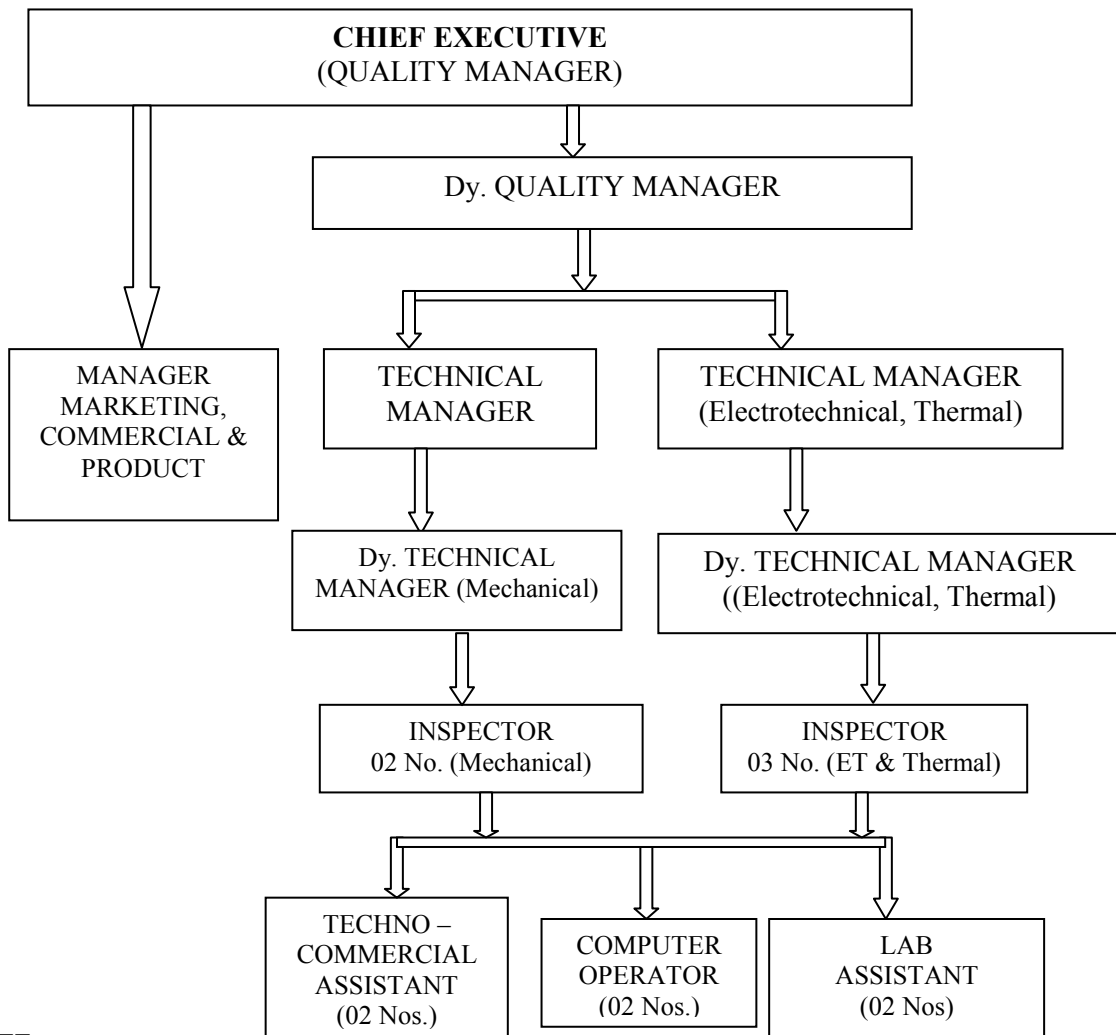 CHIEF EXECUTIVE
(QUALITY MANAGER)
Dy. QUALITY MANAGER
MANAGER
MARKETING,
COMMERCIAL &
PRODUCT
TECHNICAL
MANAGER
TECHNICAL MANAGER
(Electrotechnical, Thermal)
Dy. TECHNICAL
MANAGER (Mechanical)
Dy. TECHNICAL MANAGER
((Electrotechnical, Thermal)
INSPECTOR
02 No. (Mechanical)
INSPECTOR
03 No. (ET & Thermal)
TECHNO –
COMMERCIAL
ASSISTANT
(02 Nos.)
COMPUTER
OPERATOR
(02 Nos.)
LAB
ASSISTANT
(02 Nos)